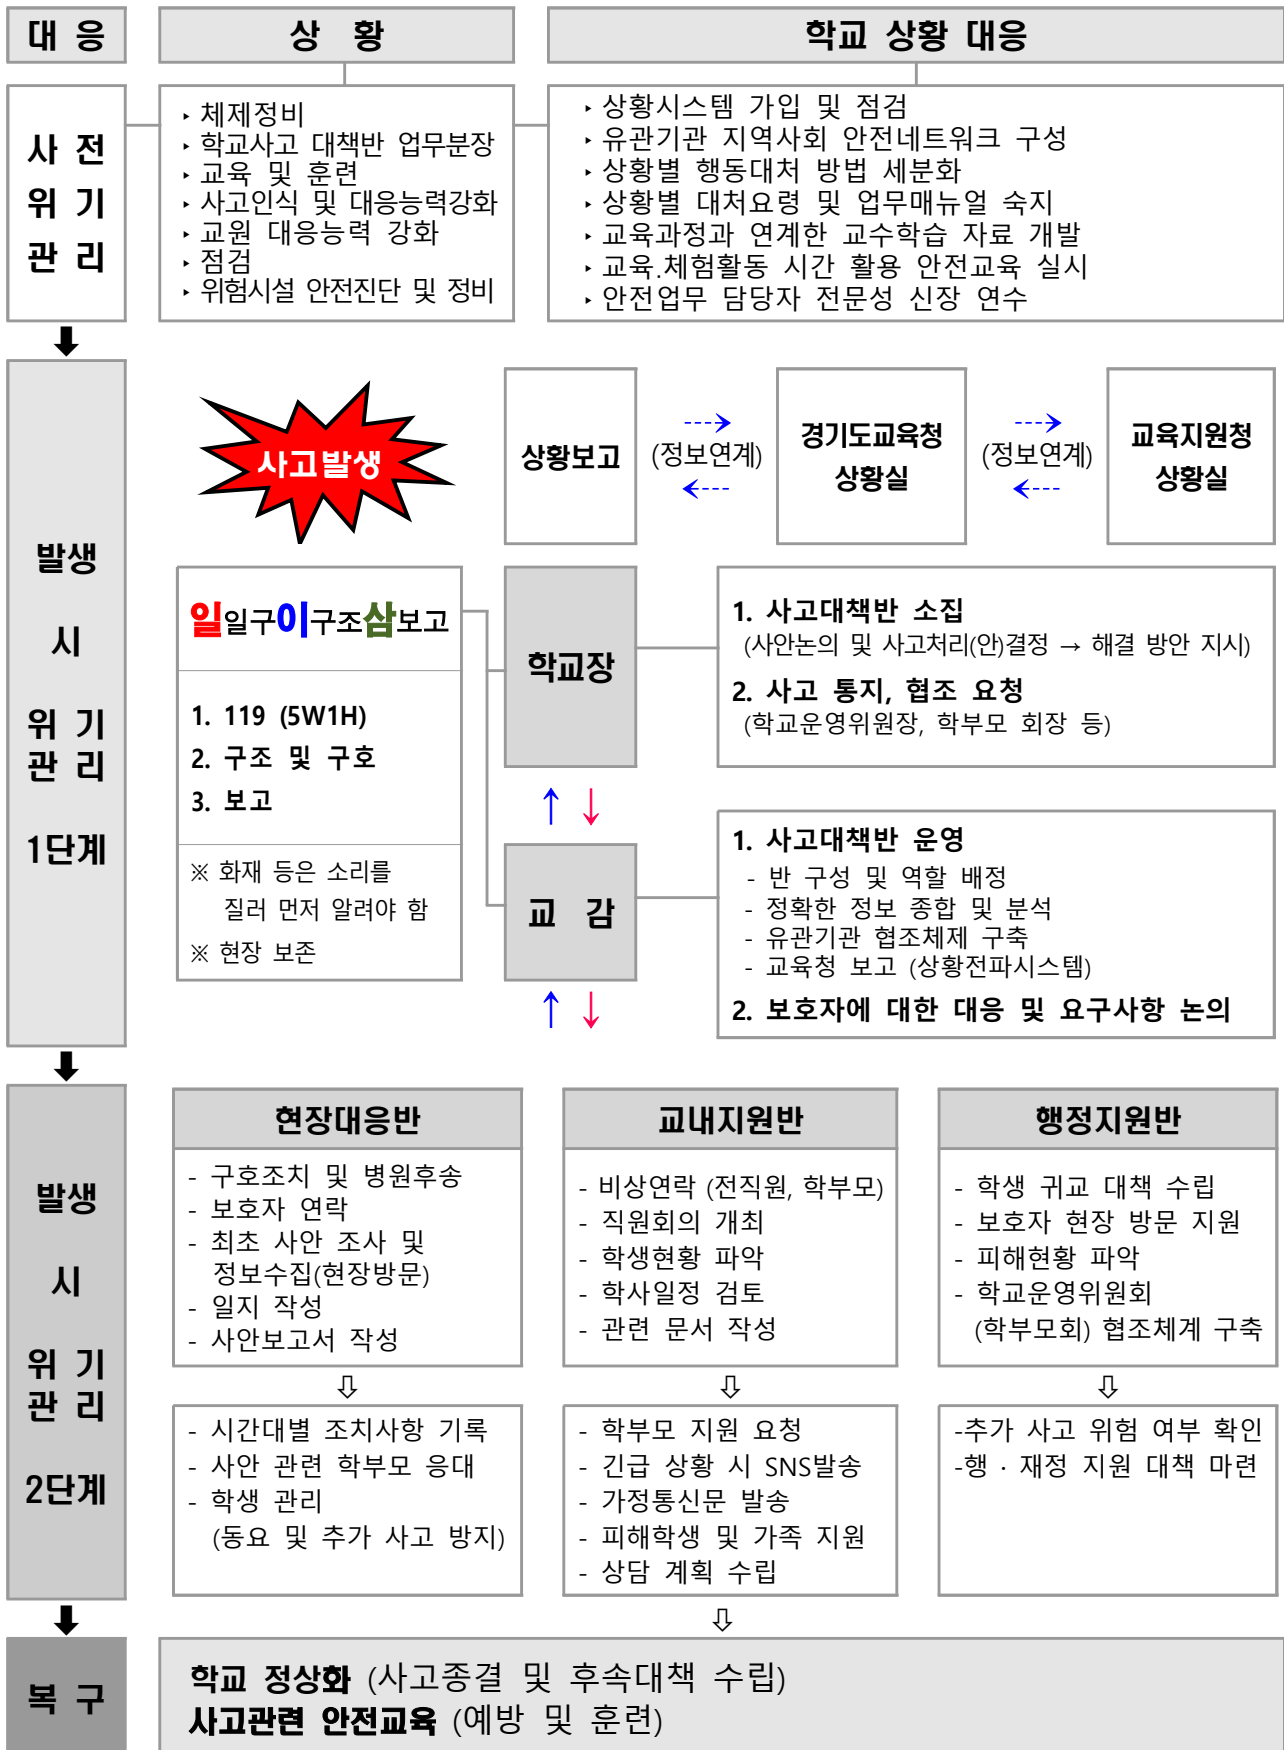 대 응
상 황
학교 상황 대응
사 전
위 기
관 리
‣ 체제정비
‣ 학교사고 대책반 업무분장
‣ 교육 및 훈련
‣ 사고인식 및 대응능력강화
‣ 교원 대응능력 강화
‣ 점검
‣ 위험시설 안전진단 및 정비
‣ 상황시스템 가입 및 점검
‣ 유관기관 지역사회 안전네트워크 구성
‣ 상황별 행동대처 방법 세분화
‣ 상황별 대처요령 및 업무매뉴얼 숙지
‣ 교육과정과 연계한 교수학습 자료 개발
‣ 교육.체험활동 시간 활용 안전교육 실시
‣ 안전업무 담당자 전문성 신장 연수
발생
시
위 기
관 리
1단계
사고발생
상황보고
(정보연계)
경기도교육청
상황실
(정보연계)
교육지원청
상황실
일일구이구조삼보고
1. 119 (5W1H)
2. 구조 및 구호
3. 보고
※ 화재 등은 소리를
질러 먼저 알려야 함
※ 현장 보존
학교장
1. 사고대책반 소집
(사안논의 및 사고처리(안)결정 → 해결 방안 지시)
2. 사고 통지, 협조 요청
(학교운영위원장, 학부모 회장 등)
교 감
1. 사고대책반 운영
- 반 구성 및 역할 배정
- 정확한 정보 종합 및 분석
- 유관기관 협조체제 구축
- 교육청 보고 (상황전파시스템)
2. 보호자에 대한 대응 및 요구사항 논의
발생
시
위 기
관 리
2단계
현장대응반
- 구호조치 및 병원후송
- 보호자 연락
- 최초 사안 조사 및
정보수집(현장방문)
- 일지 작성
- 사안보고서 작성
교내지원반
- 비상연락 (전직원, 학부모)
- 직원회의 개최
- 학생현황 파악
- 학사일정 검토
- 관련 문서 작성
행정지원반
- 학생 귀교 대책 수립
- 보호자 현장 방문 지원
- 피해현황 파악
- 학교운영위원회
(학부모회) 협조체계 구축
- 시간대별 조치사항 기록
- 사안 관련 학부모 응대
- 학생 관리
(동요 및 추가 사고 방지)
- 학부모 지원 요청
- 긴급 상황 시 SNS발송
- 가정통신문 발송
- 피해학생 및 가족 지원
- 상담 계획 수립
-추가 사고 위험 여부 확인
-행 · 재정 지원 대책 마련
복 구
학교 정상화 (사고종결 및 후속대책 수립)
사고관련 안전교육 (예방 및 훈련)